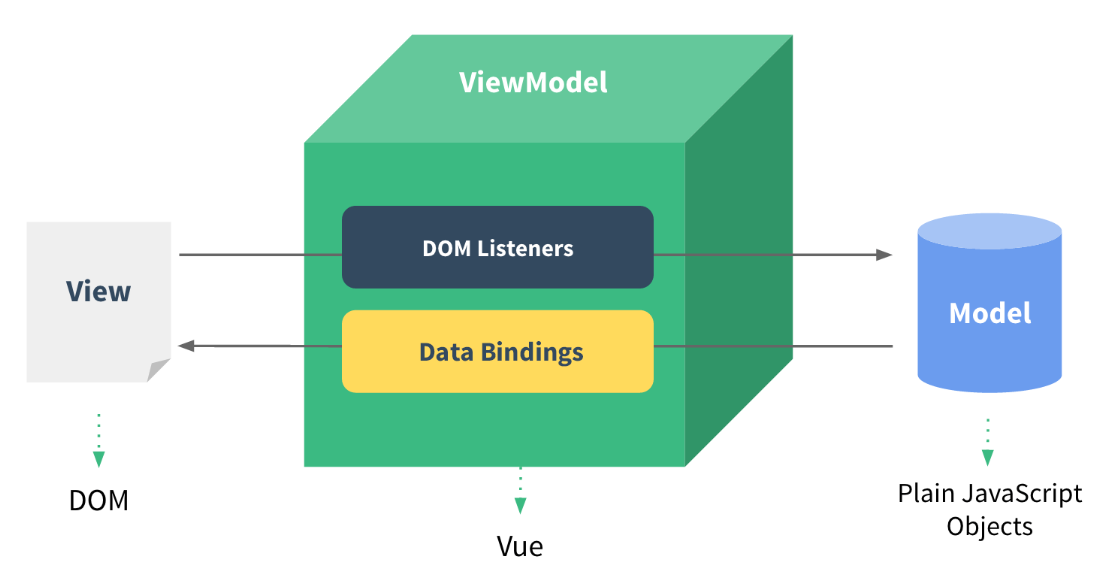 ViewModel
DOM Listeners
View
Model
Data Bindings
DOM
Plain JavaScript
Objects
Vue